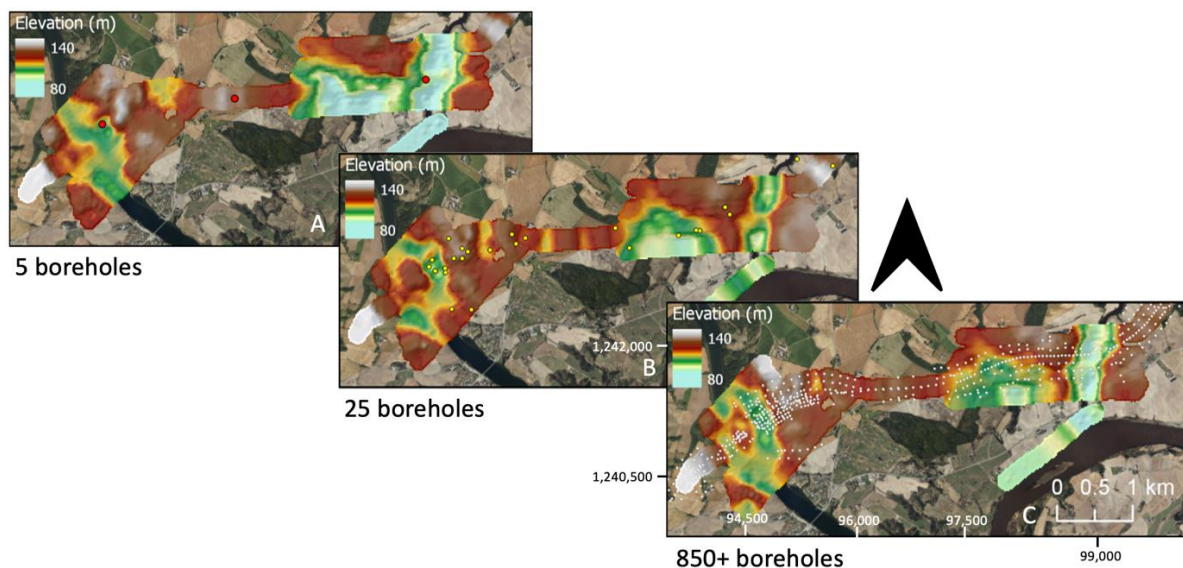 Elevation (m)
140
80
A
5 boreholes
Elevation (m)
140
80
B
25 boreholes
Elevation (m)
140
80
1,242,000
1,240,500
94,500
96,000
97,500
99,000
C
0 0.5 1 km
850+ boreholes